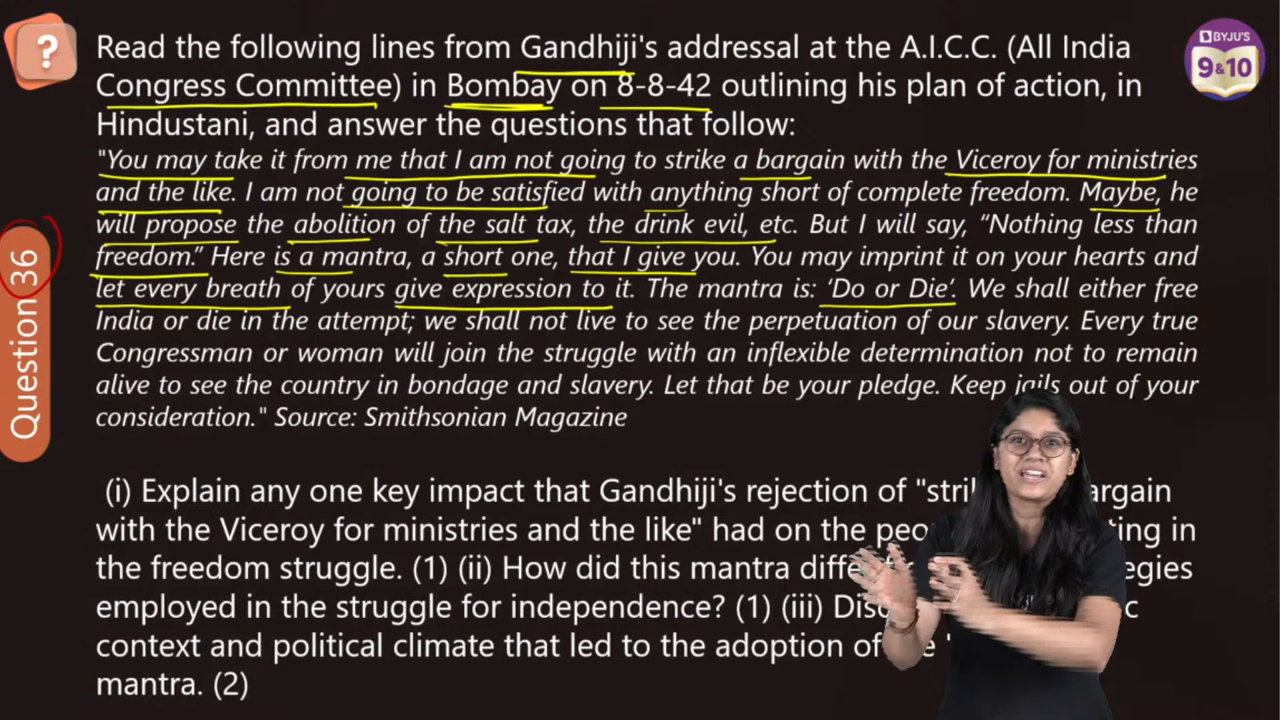 ?
BYJU'S
9&10
Question 36
Read the following lines from Gandhiji's addressal at the A.I.C.C. (All India
Congress Committee) in Bombay on 8-8-42 outlining his plan of action, in
Hindustani, and answer the questions that follow:
"You may take it from me that I am not going to strike a bargain with the Viceroy for ministries
and the like. I am not going to be satisfied with anything short of complete freedom. Maybe, he
will propose the abolition of the salt tax, the drink evil, etc. But I will say, “Nothing less than
freedom.” Here is a mantra, a short one, that I give you. You may imprint it on your hearts and
let every breath of yours give expression to it. The mantra is: ‘Do or Die’. We shall either free
India or die in the attempt; we shall not live to see the perpetuation of our slavery. Every true
Congressman or woman will join the struggle with an inflexible determination not to remain
alive to see the country in bondage and slavery. Let that be your pledge. Keep jails out of your
consideration." Source: Smithsonian Magazine
(i) Explain any one key impact that Gandhiji's rejection of
with the Viceroy for ministries and the like" had on the in
the freedom struggle. (1) (ii) How did this mantra
employed in the struggle for independence? (1) (iii)
context and political climate that led to the adoption of
mantra. (2)